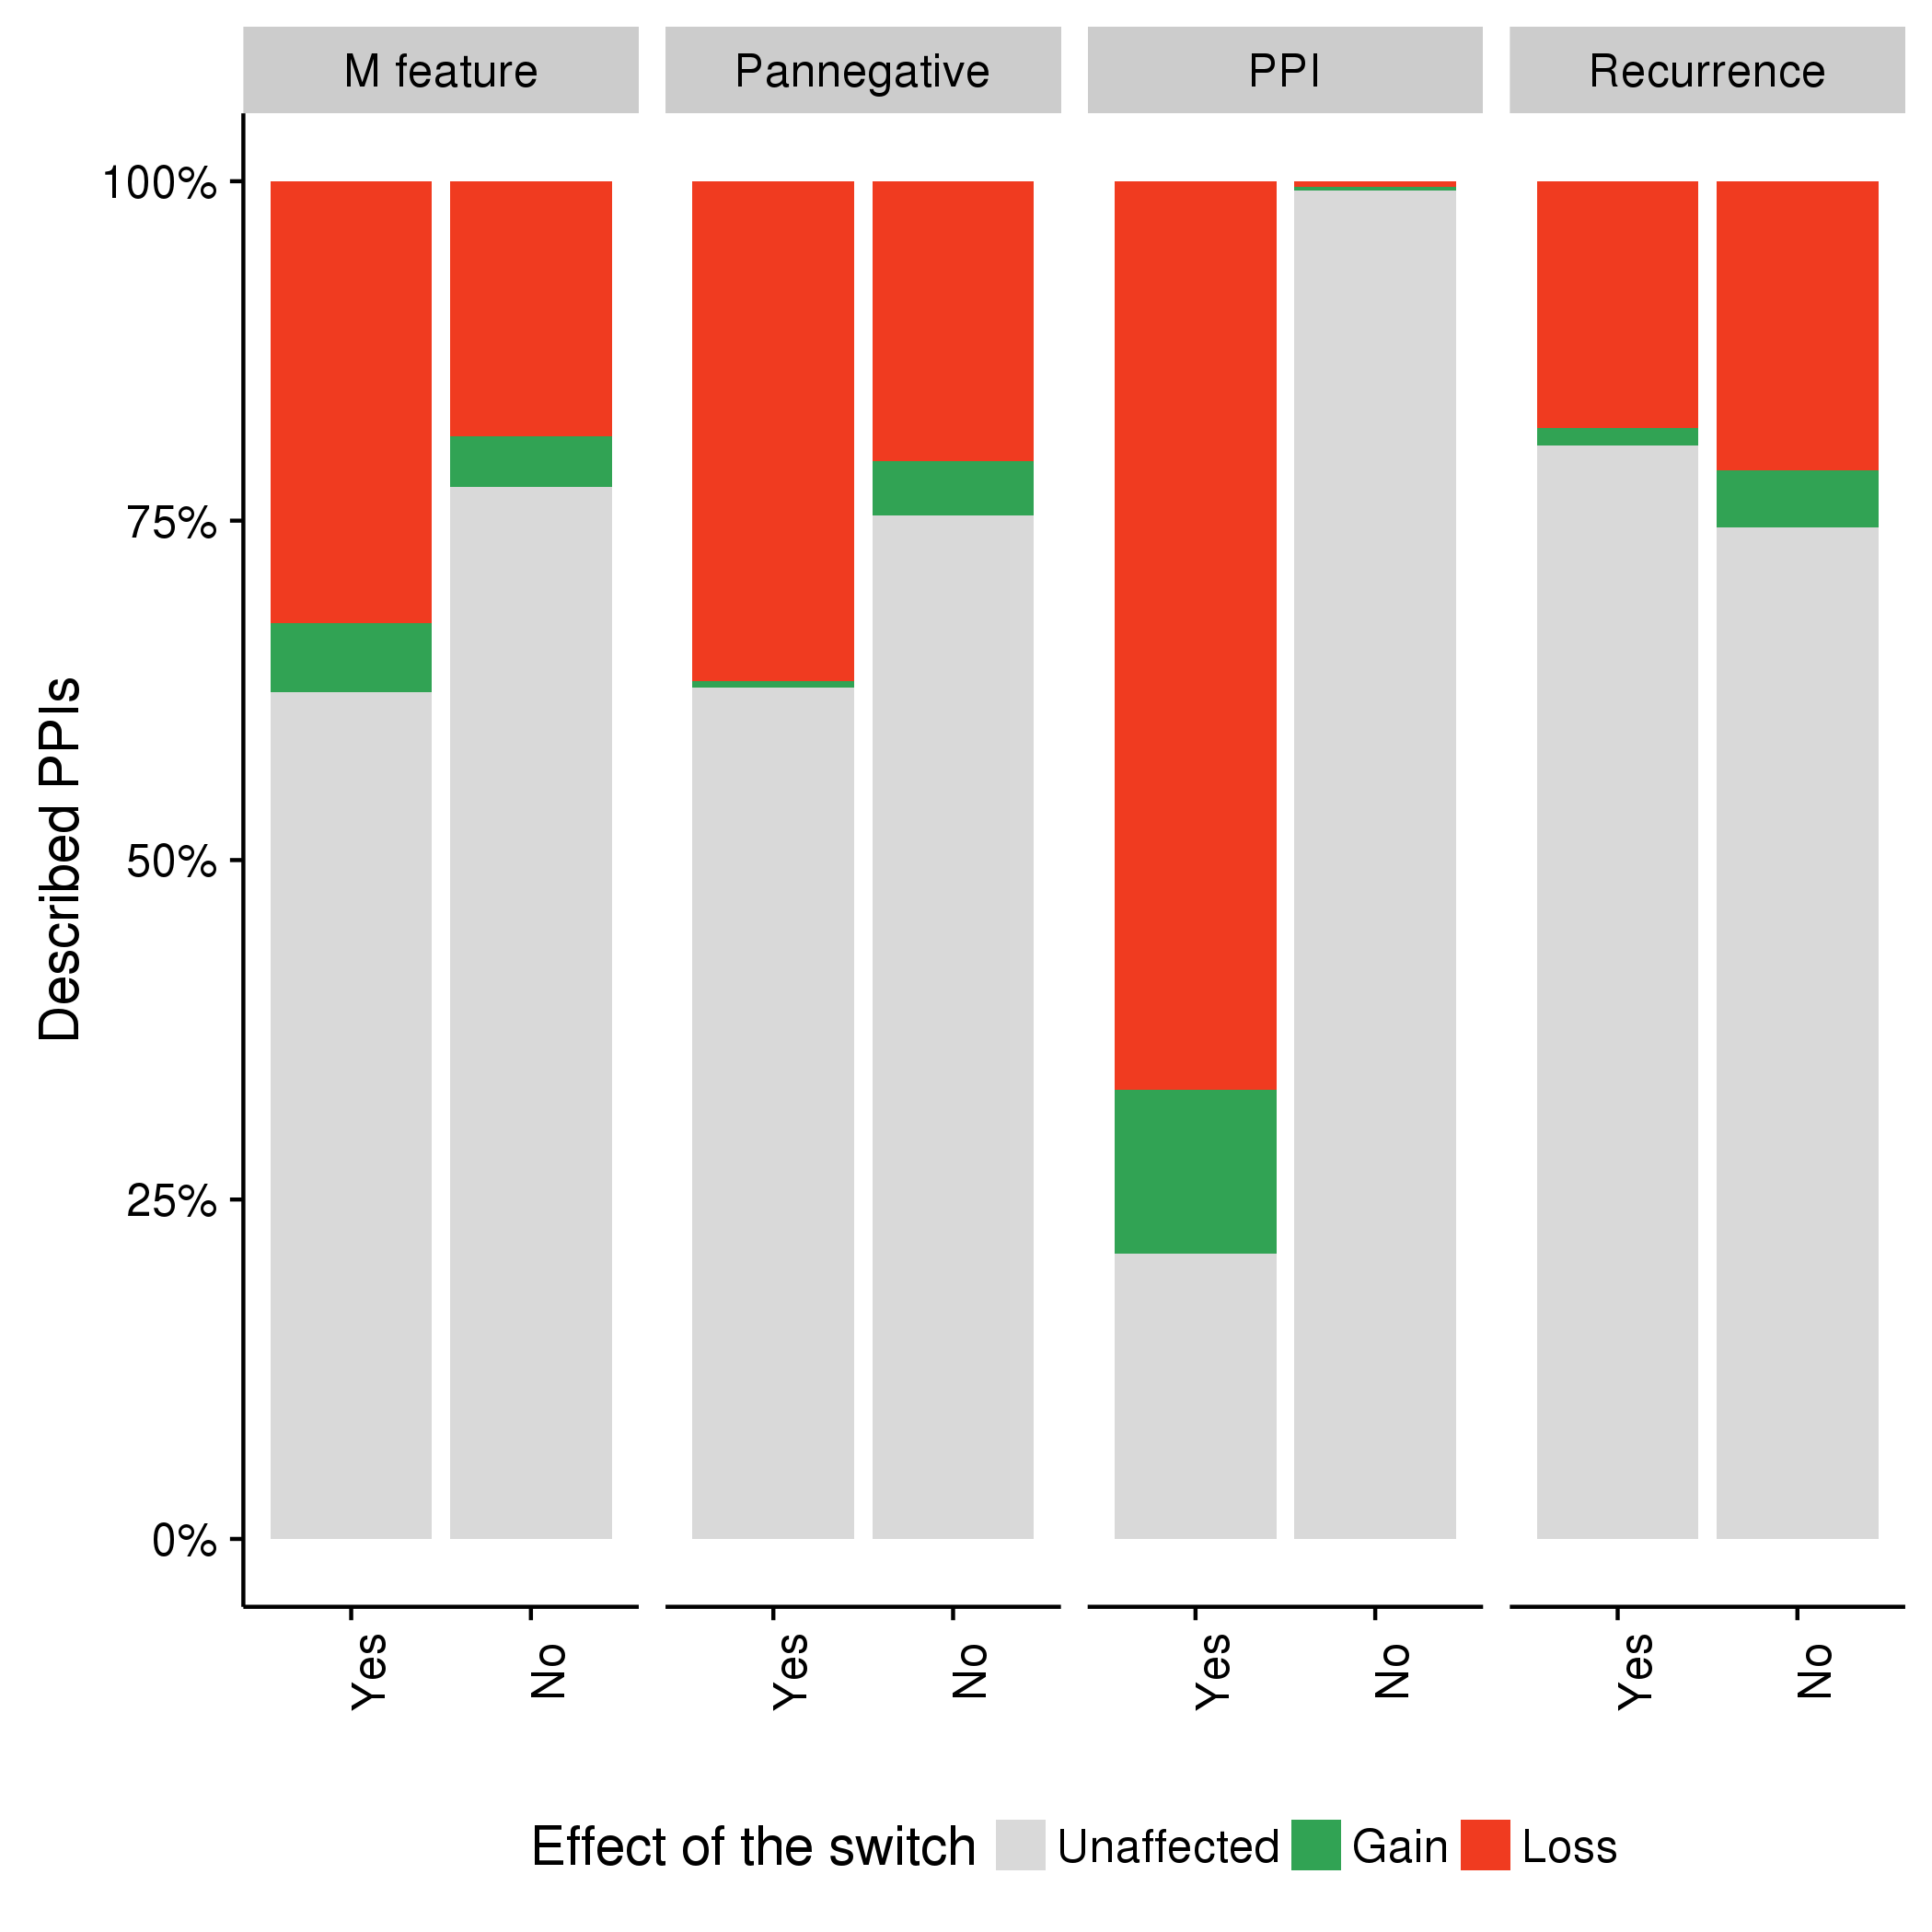 M feature
Pannegative
PPI
Recurrence
Described PPIs
100%
75%
50%
25%
0%
Yes
No
Yes
No
Yes
No
Yes
No
Effect of the switch
Unaffected
Gain
Loss